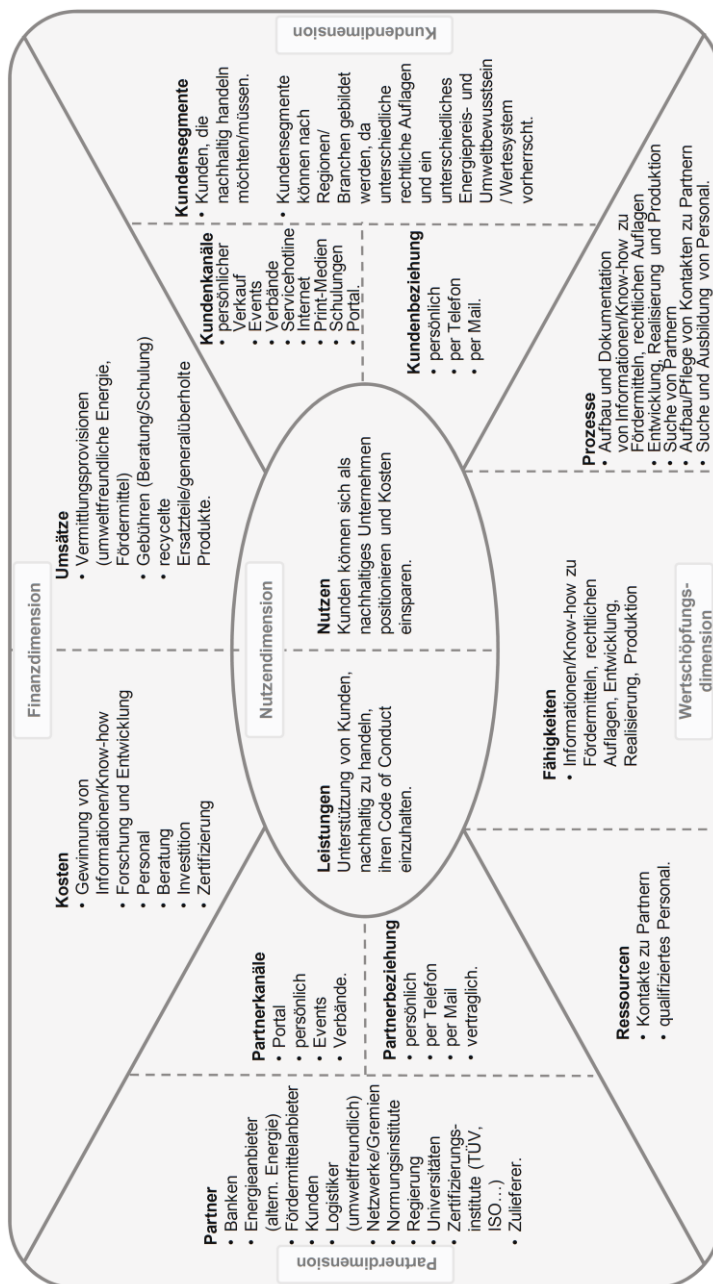 Finanzdimension
Kosten
• Gewinnung von
Informationen/Know-how
• Forschung und Entwicklung
• Personal
• Beratung
• Investition
• Zertifizierung
Umsätze
• Vermittlungsprovisionen
(umweltfreundliche Energie,
Fördermittel)
• Gebühren (Beratung/Schulung)
• recycelte
Ersatzteile/generalüberholte
Produkte.
Partnerdimension
Partner
• Banken
• Energieanbieter
(altern. Energie)
• Fördermittelanbieter
• Kunden
• Logistiker
(umweltfreundlich)
• Netzwerke/Gremien
• Normungsinstitute
• Regierung
• Universitäten
• Zertifizierungs-
institute (TÜV,
ISO…)
• Zulieferer.
Partnerkanäle
• Portal
• persönlich
• Events
• Verbände.
Partnerbeziehung
• persönlich
• per Telefon
• per Mail
• vertraglich.
Nutzendimension
Leistungen
Unterstützung von Kunden,
nachhaltig zu handeln,
ihren Code of Conduct
einzuhalten.
Nutzen
Kunden können sich als
nachhaltiges Unternehmen
positionieren und Kosten
einsparen.
Kundenkanäle
• persönlicher
Verkauf
• Events
• Verbände
• Servicehotline
• Internet
• Print-Medien
• Schulungen
• Portal.
Kundenbeziehung
• persönlich
• per Telefon
• per Mail.
Kundensegmente
• Kunden, die
nachhaltig handeln
möchten/müssen.
• Kundensegmente
können nach
Regionen/
Branchen gebildet
werden, da
unterschiedliche
rechtliche Auflagen
und ein
unterschiedliches
Energiepreis- und
Umweltbewusstsein
/ Wertesystem
vorherrscht.
Kundendimension
Ressourcen
• Kontakte zu Partnern
• qualifiziertes Personal.
Fähigkeiten
• Informationen/Know-how zu
Fördermitteln, rechtlichen
Auflagen, Entwicklung,
Realisierung, Produktion
Prozesse
• Aufbau und Dokumentation
von Informationen/Know-how zu
Fördermitteln, rechtlichen Auflagen
• Entwicklung, Realisierung und Produktion
• Suche von Partnern
• Aufbau/Pflege von Kontakten zu Partnern
• Suche und Ausbildung von Personal.
Wertschöpfungs-
dimension